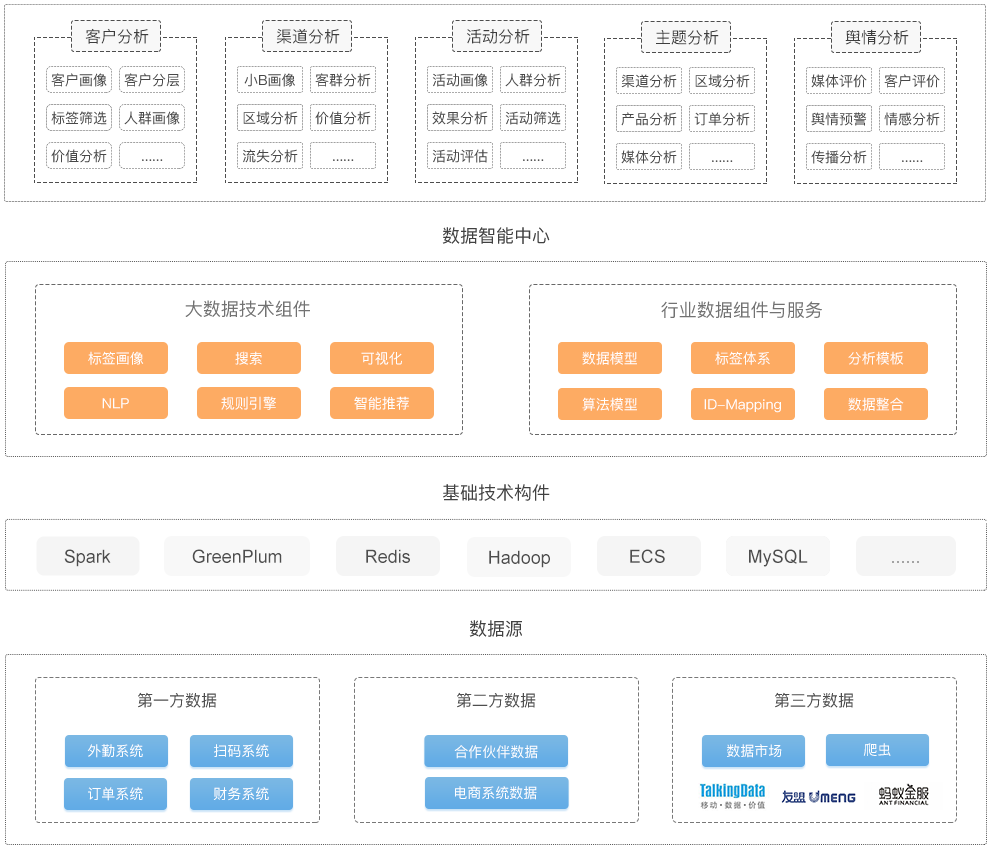 客户分析
客户画像 客户分层
标签筛选 人群画像
价值分析 ......
渠道分析
小B画像 客群分析
区域分析 价值分析
流失分析 ......
活动分析
活动画像 人群分析
效果分析 活动筛选
活动评估 ......
主题分析
渠道分析 区域分析
产品分析 订单分析
媒体分析 ......
舆情分析
媒体评价 客户评价
舆情预警 情感分析
传播分析 ......
数据智能中心
大数据技术组件
标签画像 搜索 可视化
NLP 规则引擎 智能推荐
行业数据组件与服务
数据模型 标签体系 分析模板
算法模型 ID-Mapping 数据整合
基础技术构件
Spark GreenPlum Redis Hadoop ECS MySQL ......
数据源
第一方数据
外勤系统 扫码系统
订单系统 财务系统
第二方数据
合作伙伴数据
电商系统数据
第三方数据
数据市场 爬虫
TalkingData
移动·数据·价值
友盟 UMENG
蚂蚁金服
ANT FINANCIAL